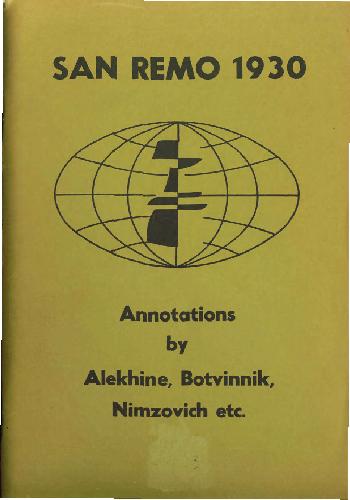 SAN REMO 1930
Annotations
by
Alekhine, Botvinnik,
Nimzovich etc.